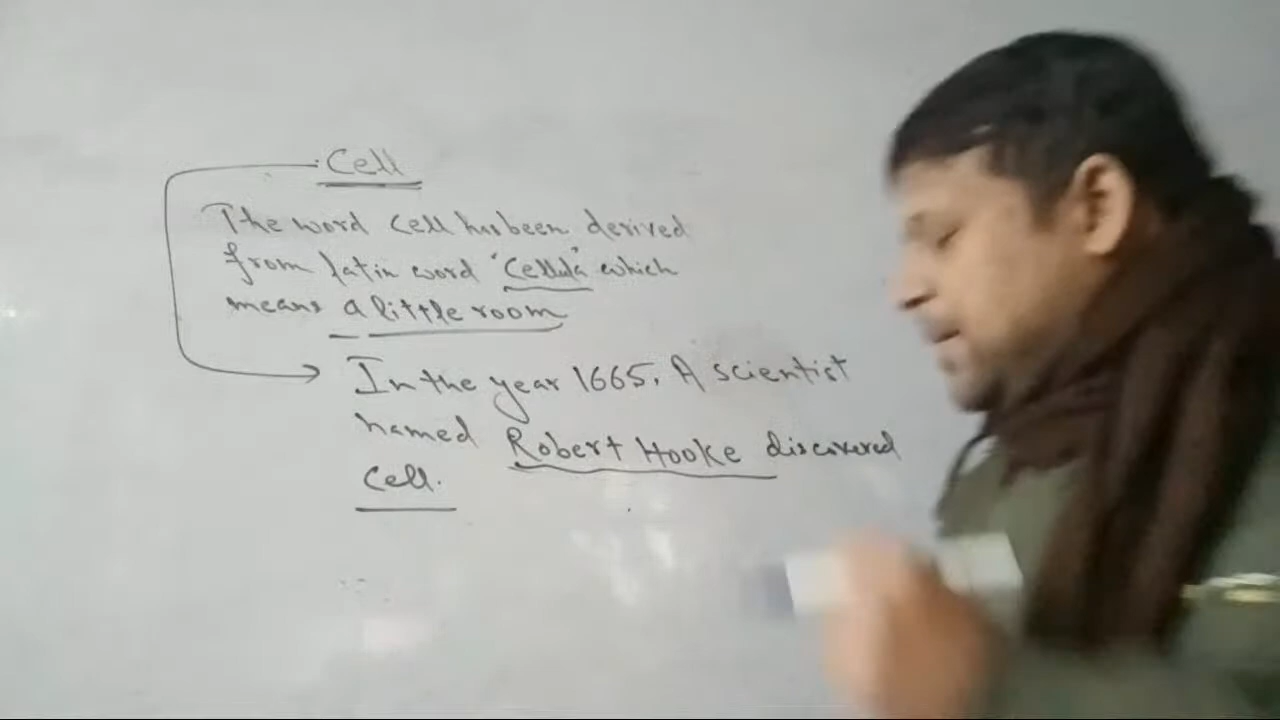 Cell
The word cell has been derived
from latin word "Cellula" which
means a little room
In the year 1665, A scientist
named Robert Hooke discovered
Cell.